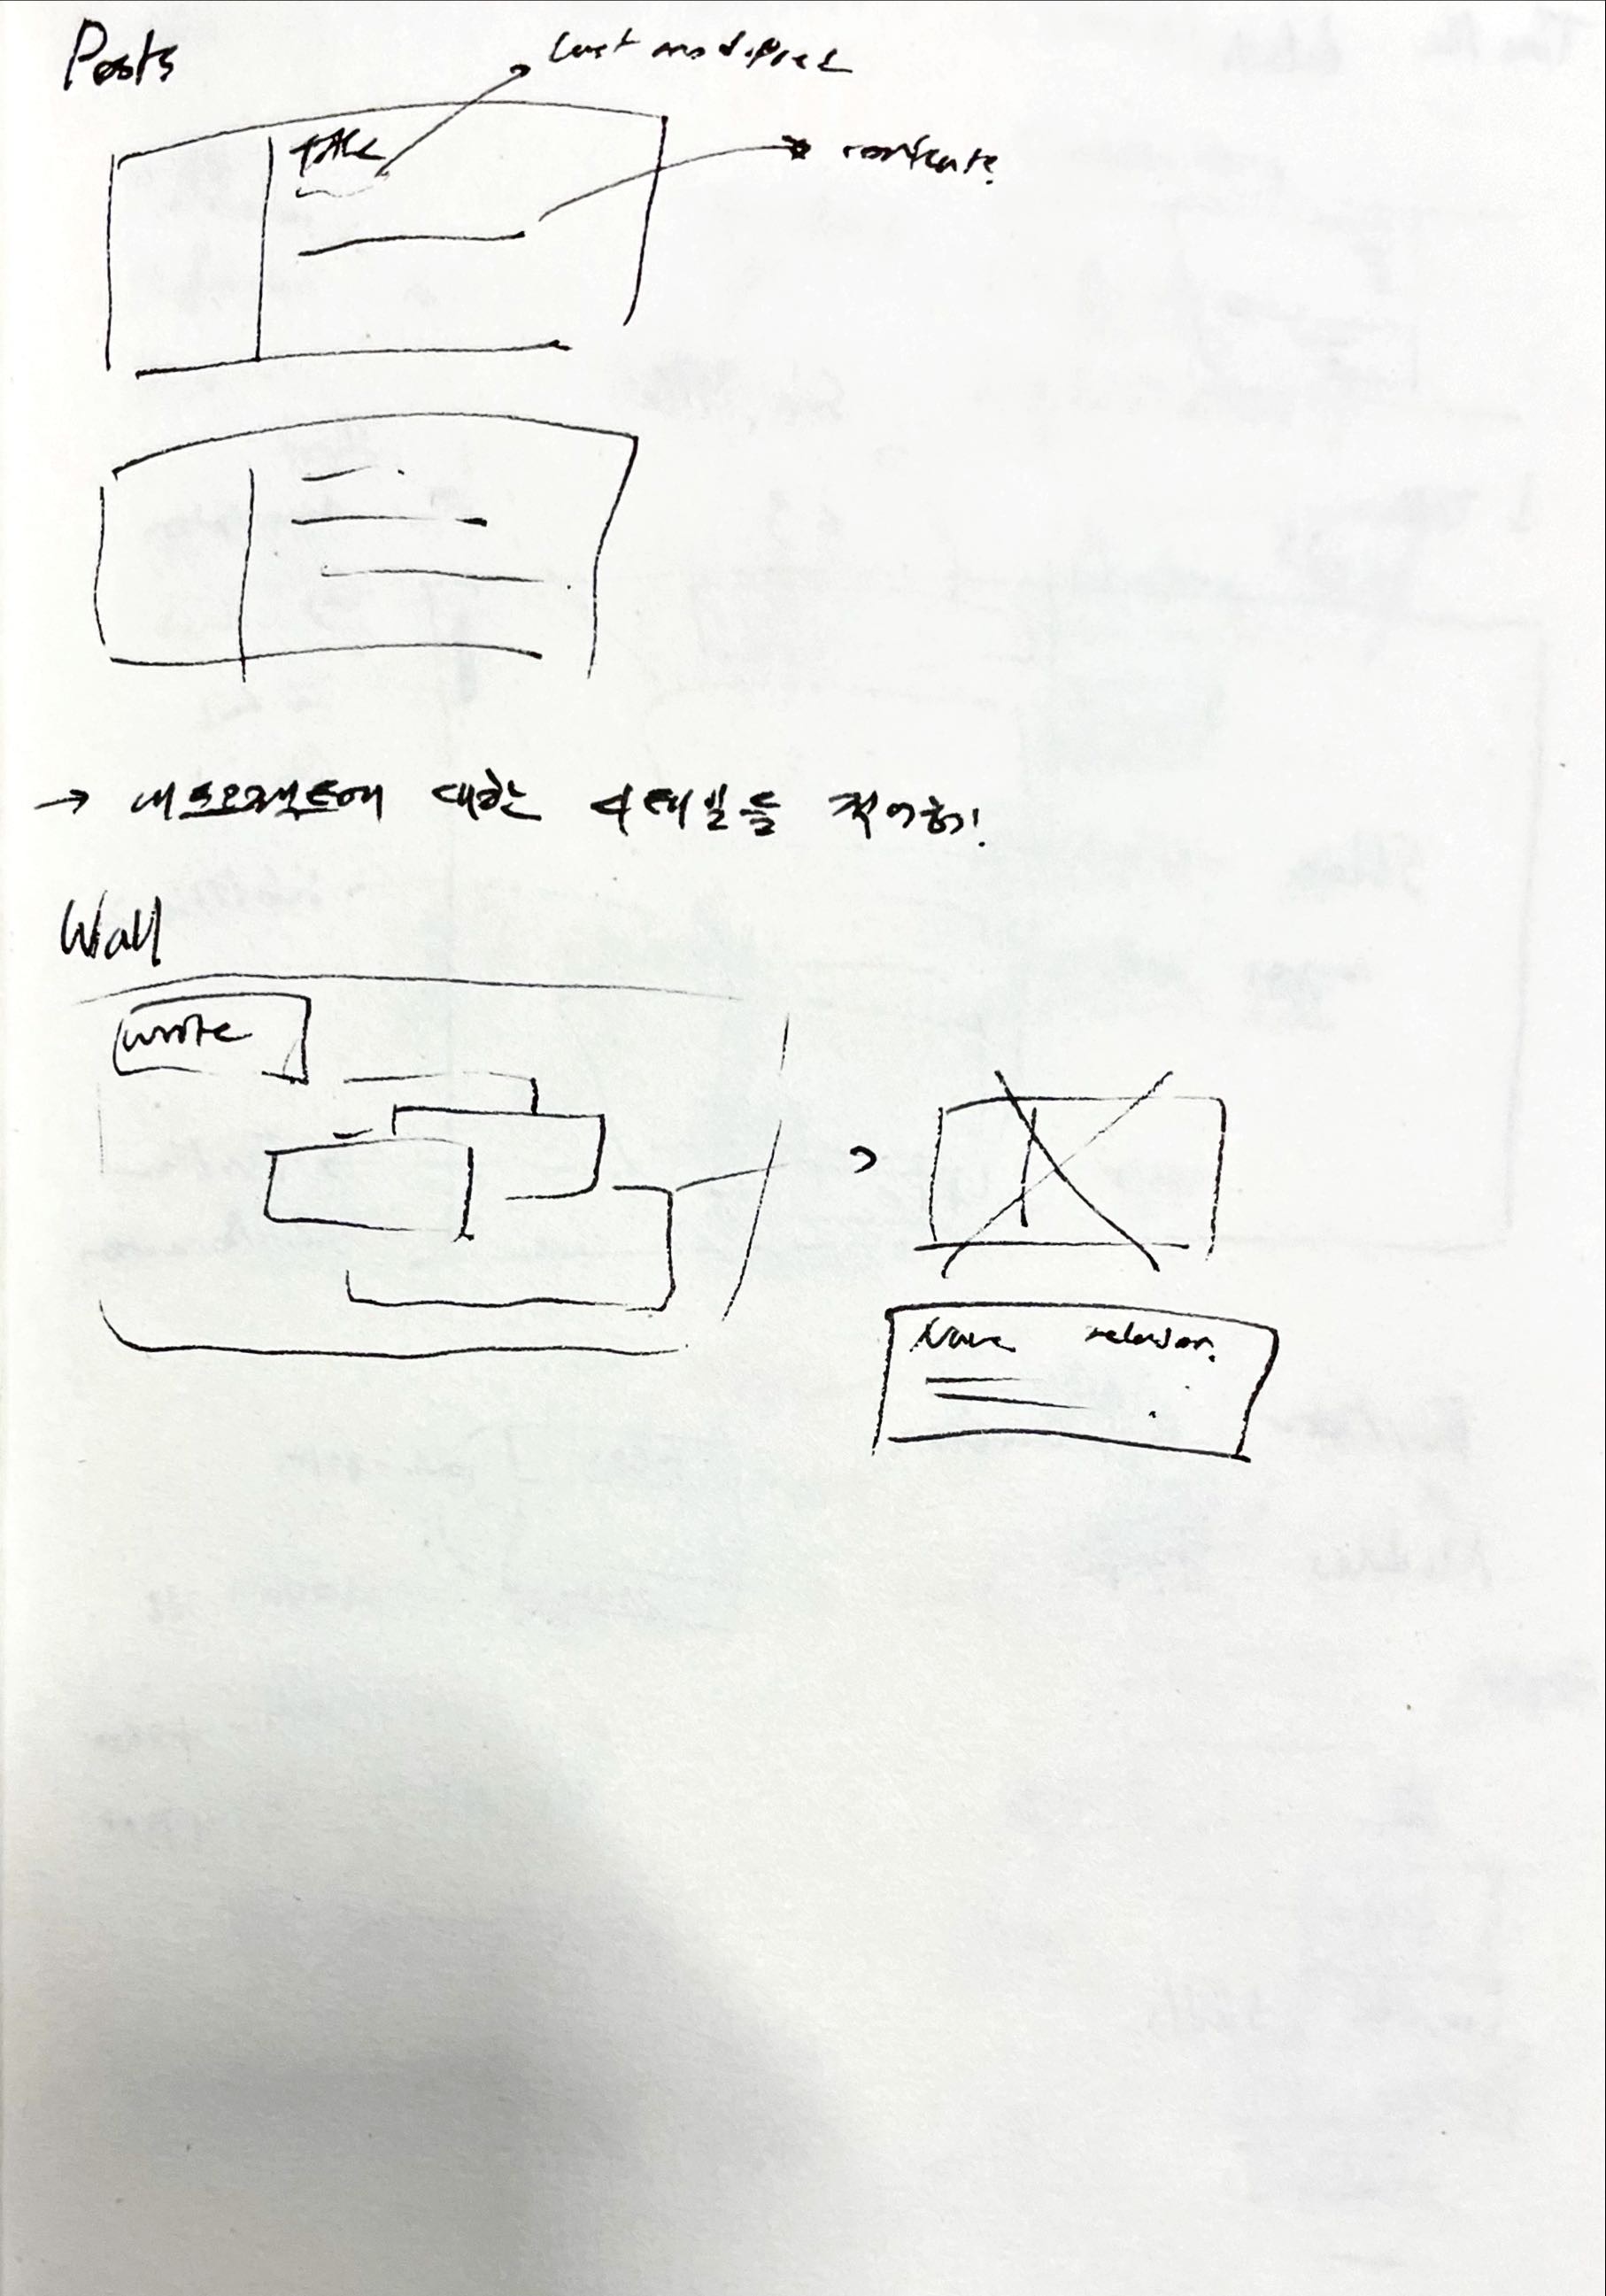 Posts
last modified
title
contents.
→ 내 프로젝트에 대한 디테일을 적어놓기!
Wall
write
Name relation.